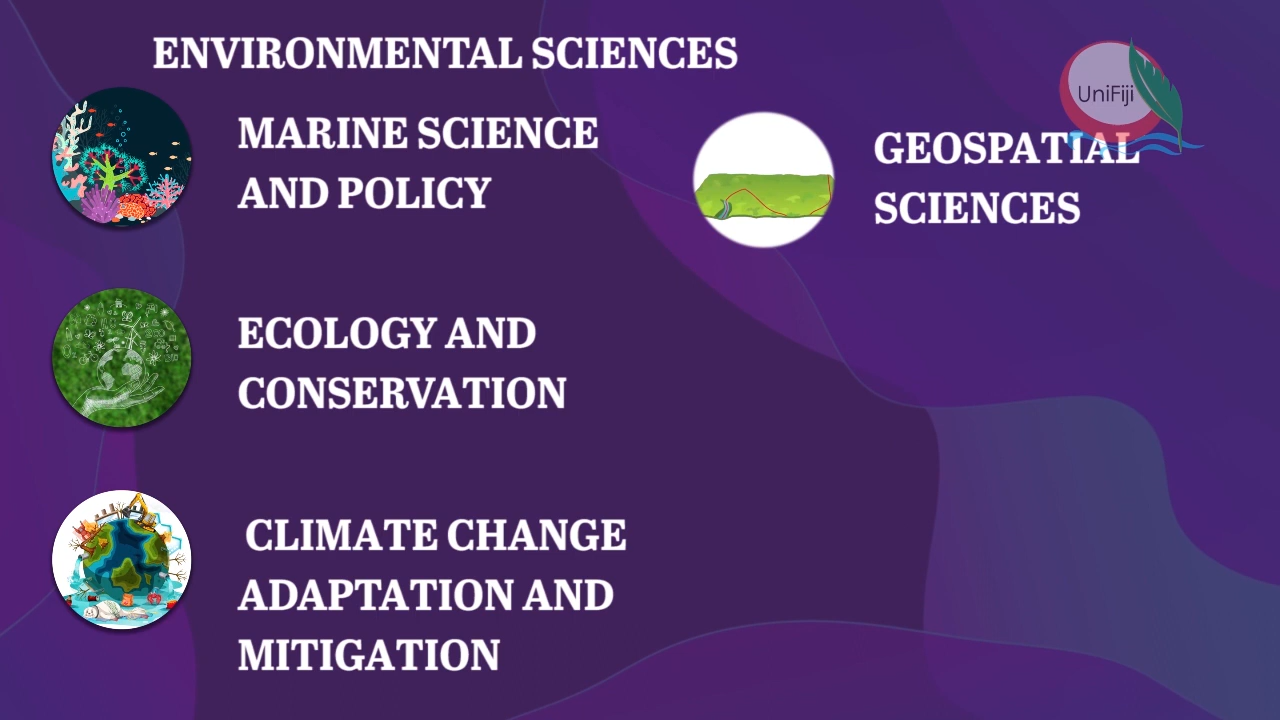 ENVIRONMENTAL SCIENCES
MARINE SCIENCE
AND POLICY
ECOLOGY AND
CONSERVATION
CLIMATE CHANGE
ADAPTATION AND
MITIGATION
GEOSPATIAL
SCIENCES
UniFiji